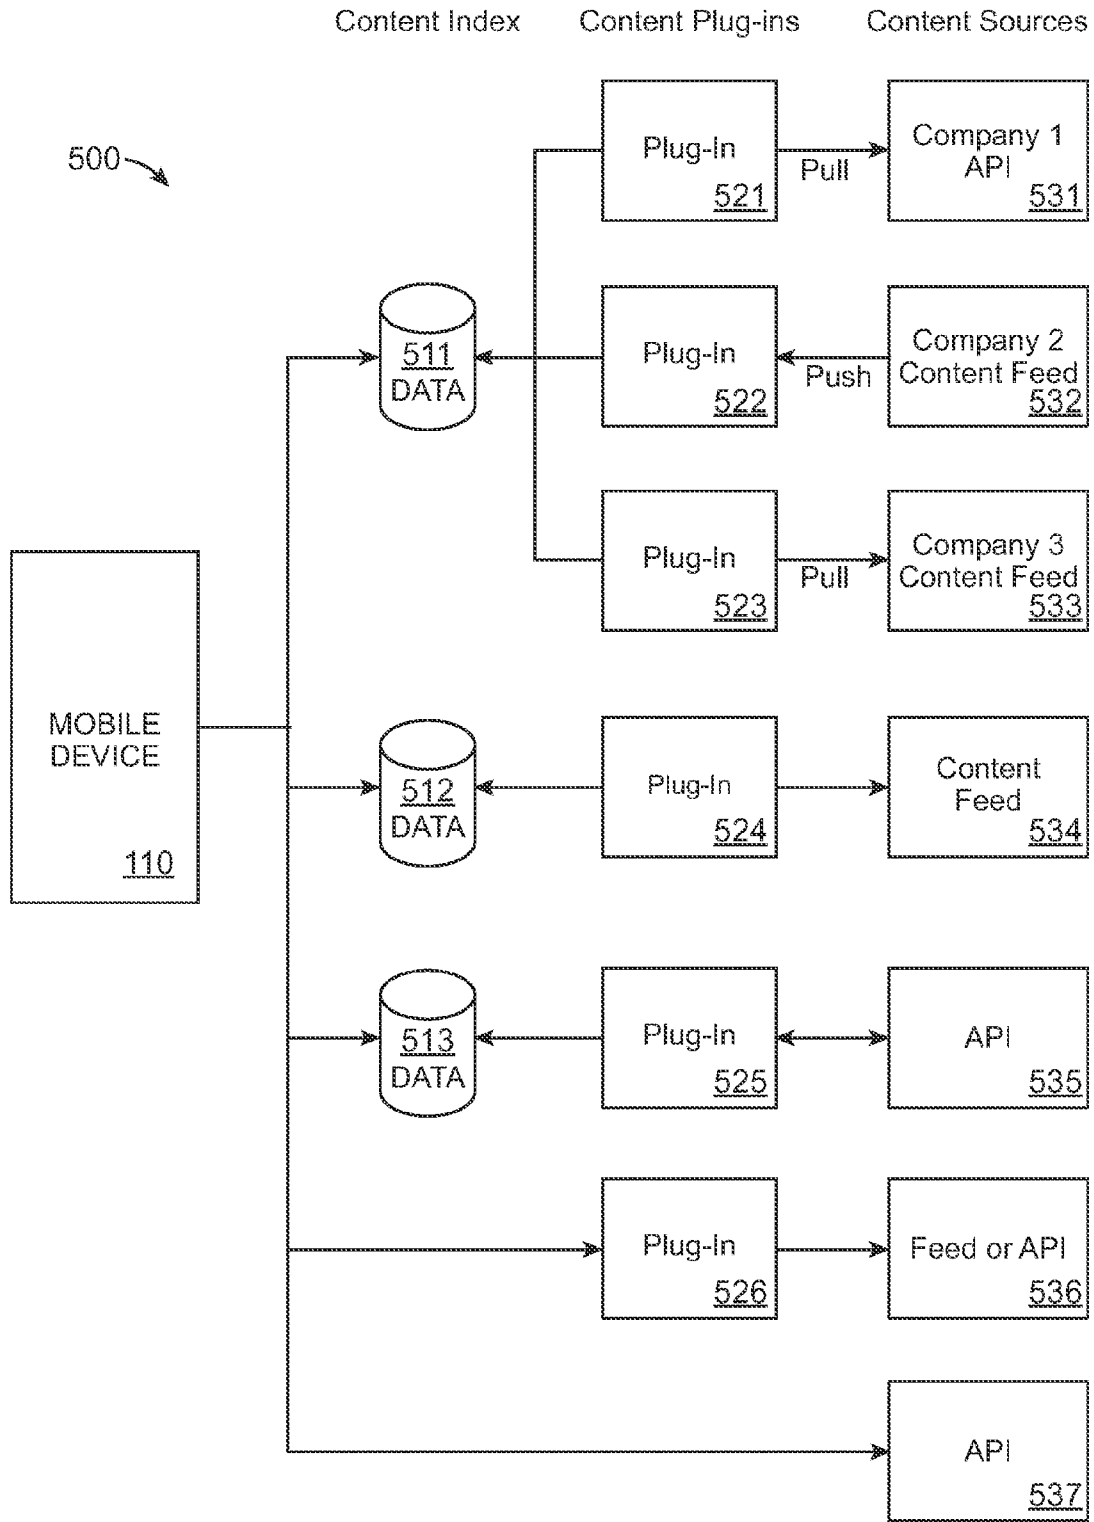 Content Index
Content Plug-ins
Content Sources
500
Plug-In
521
Pull
Company 1
API
531
511
DATA
Plug-In
522
Push
Company 2
Content Feed
532
Plug-In
523
Pull
Company 3
Content Feed
533
MOBILE
DEVICE
110
512
DATA
Plug-In
524
Content
Feed
534
513
DATA
Plug-In
525
API
535
Plug-In
526
Feed or API
536
API
537